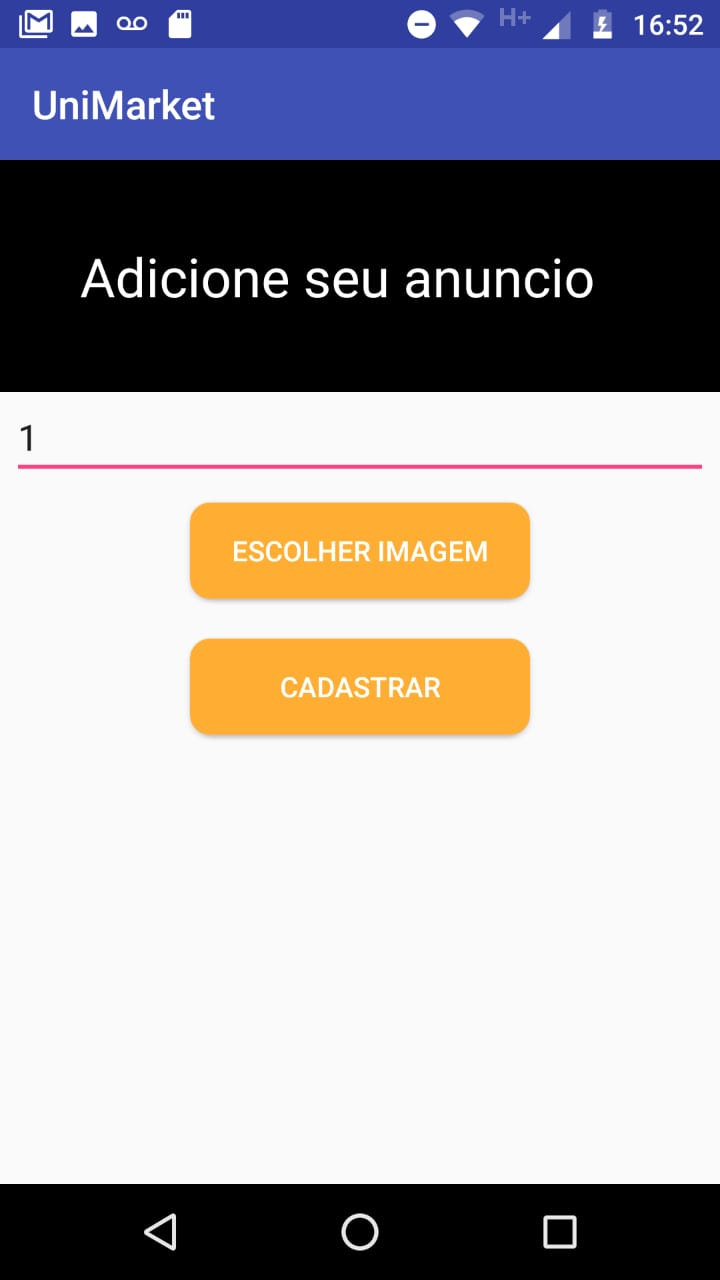 H+ 16:52
UniMarket
Adicione seu anuncio
1
ESCOLHER IMAGEM
CADASTRAR